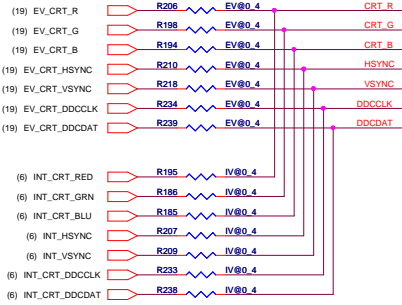 (19) EV_CRT_R R206 EV@0_4 CRT_R
(19) EV_CRT_G R198 EV@0_4 CRT_G
(19) EV_CRT_B R194 EV@0_4 CRT_B
(19) EV_CRT_HSYNC R210 EV@0_4 HSYNC
(19) EV_CRT_VSYNC R218 EV@0_4 VSYNC
(19) EV_CRT_DDCCLK R234 EV@0_4 DDCCLK
(19) EV_CRT_DDCDAT R239 EV@0_4 DDCDAT
(6) INT_CRT_RED R195 IV@0_4
(6) INT_CRT_GRN R186 IV@0_4
(6) INT_CRT_BLU R185 IV@0_4
(6) INT_HSYNC R207 IV@0_4
(6) INT_VSYNC R209 IV@0_4
(6) INT_CRT_DDCCLK R233 IV@0_4
(6) INT_CRT_DDCDAT R238 IV@0_4